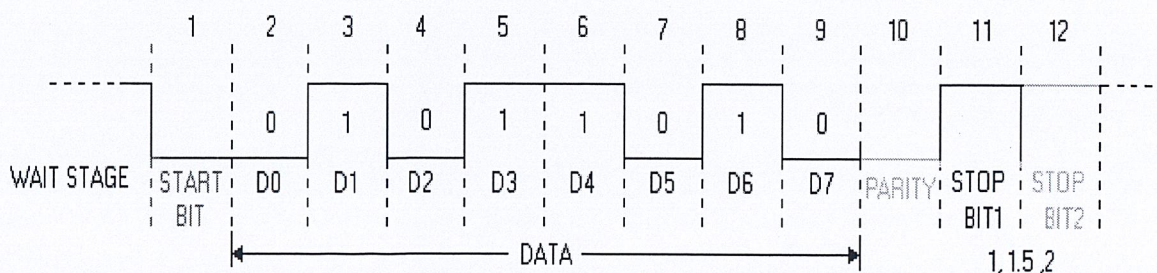 1 2 3 4 5 6 7 8 9 10 11 12
0 1 0 1 1 0 1 0
WAIT STAGE START D0 D1 D2 D3 D4 D5 D6 D7 PARITY STOP STOP
BIT BIT1 BIT2
DATA 1, 1.5 ,2